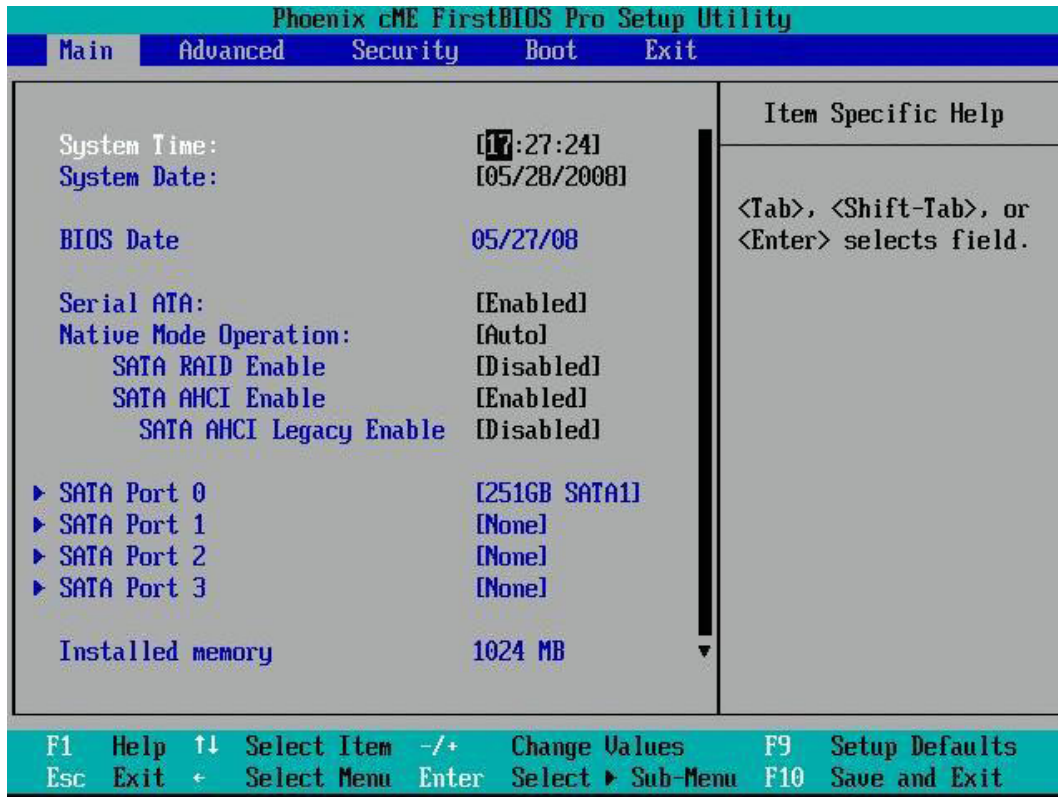 Phoenix cME FirstBIOS Pro Setup Utility
Main Advanced Security Boot Exit
Item Specific Help
System Time: [17:27:24]
System Date: [05/28/2008]
<Tab>, <Shift-Tab>, or
<Enter> selects field.
BIOS Date 05/27/08
Serial ATA: [Enabled]
Native Mode Operation: [Auto]
SATA RAID Enable [Disabled]
SATA AHCI Enable [Enabled]
SATA AHCI Legacy Enable [Disabled]
SATA Port 0 [251GB SATA1]
SATA Port 1 [None]
SATA Port 2 [None]
SATA Port 3 [None]
Installed memory 1024 MB
F1 Help ↑↓ Select Item -/+ Change Values F9 Setup Defaults
Esc Exit ← Select Menu Enter Select ▶ Sub-Menu F10 Save and Exit